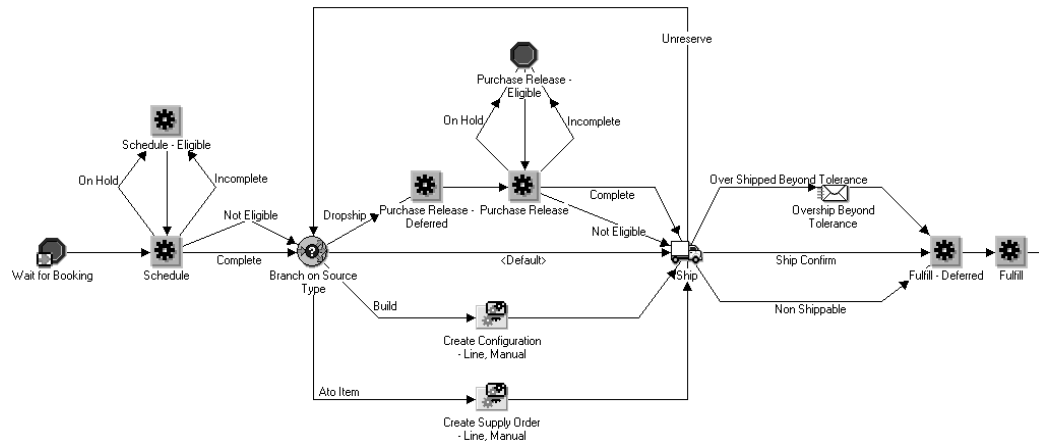 Unreserve
Purchase Release -
Eligible
On Hold
Incomplete
Schedule - Eligible
On Hold
Incomplete
Over Shipped Beyond Tolerance
Complete
Not Eligible
Dropship
Purchase Release -
Deferred
Purchase Release
Overship Beyond
Tolerance
Not Eligible
Wait for Booking
Schedule
Complete
Branch on Source
Type
<Default>
Ship
Ship Confirm
Fulfill - Deferred
Fulfill
Build
Non Shippable
Create Configuration
- Line, Manual
Ato Item
Create Supply Order
- Line, Manual